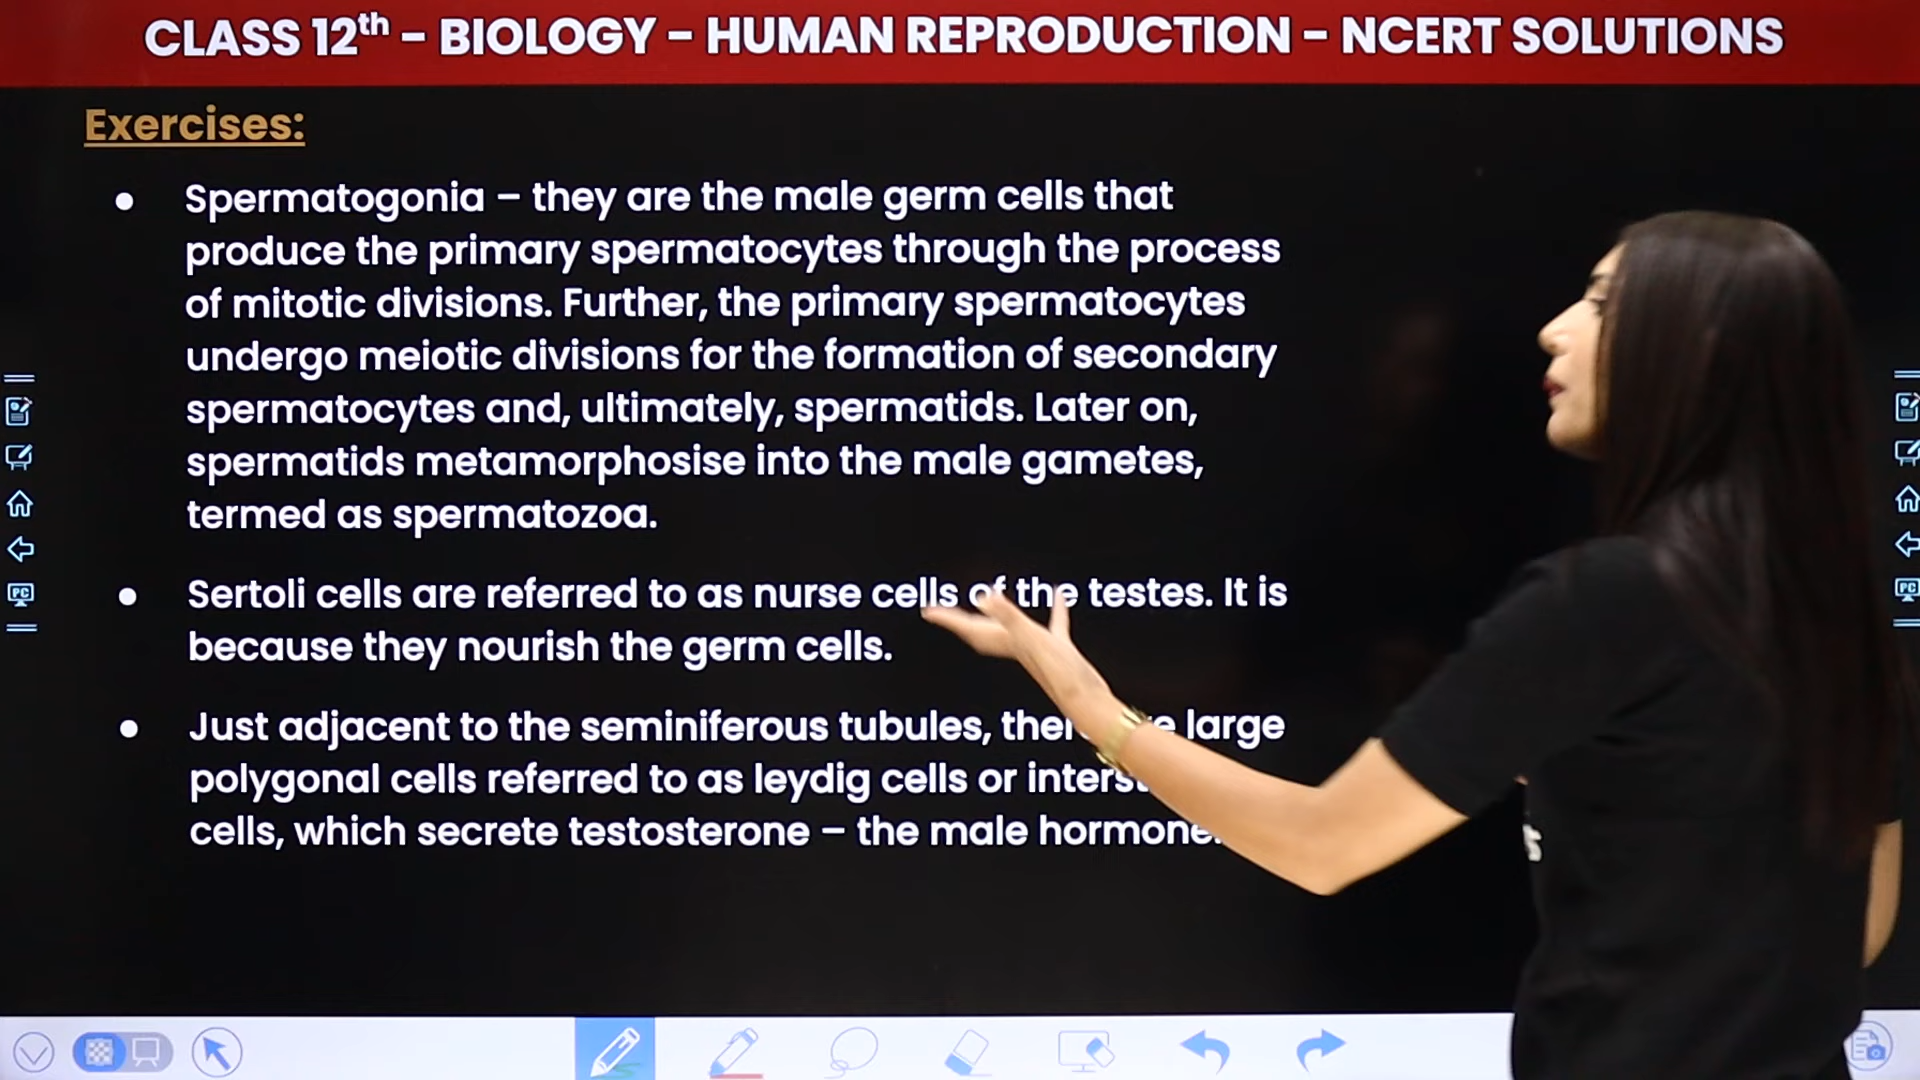 CLASS 12th – BIOLOGY – HUMAN REPRODUCTION – NCERT SOLUTIONS
Exercises:
● Spermatogonia – they are the male germ cells that
produce the primary spermatocytes through the process
of mitotic divisions. Further, the primary spermatocytes
undergo meiotic divisions for the formation of secondary
spermatocytes and, ultimately, spermatids. Later on,
spermatids metamorphosise into the male gametes,
termed as spermatozoa.
● Sertoli cells are referred to as nurse cells of the testes. It is
because they nourish the germ cells.
● Just adjacent to the seminiferous tubules, large
polygonal cells referred to as leydig cells or
cells, which secrete testosterone – the male hormone.
PC
PC